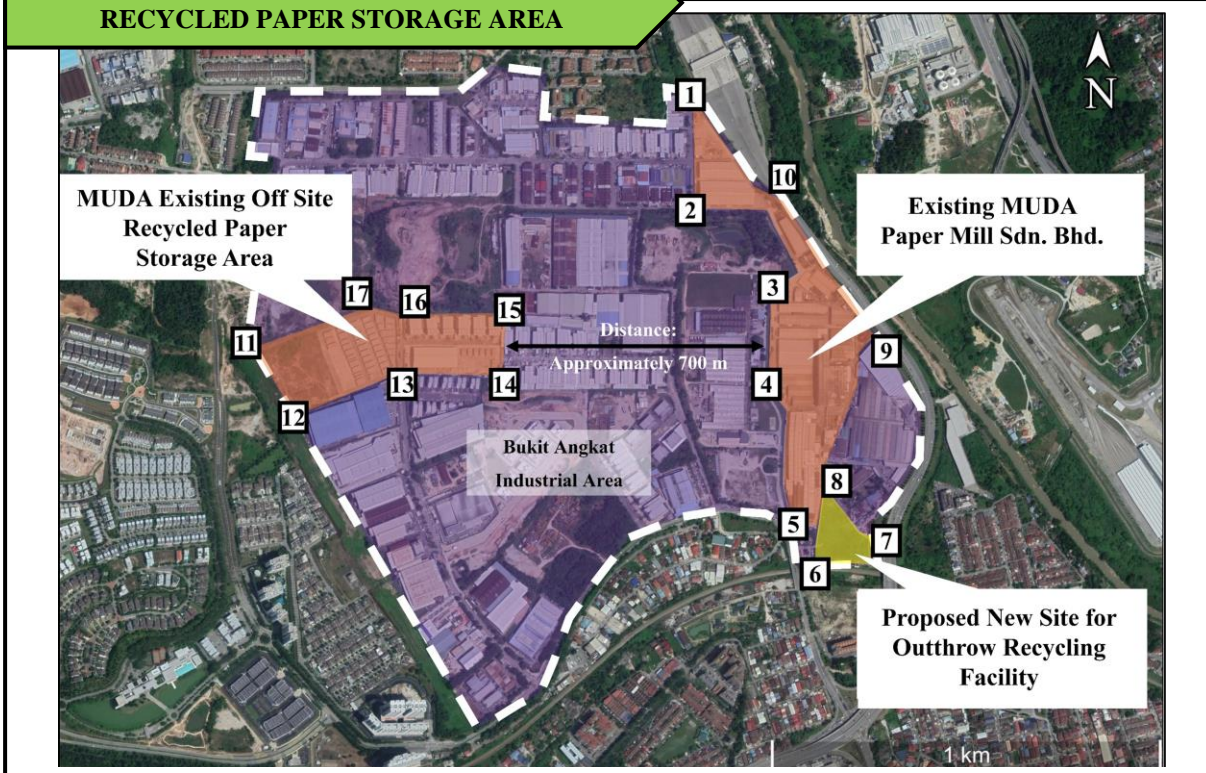 RECYCLED PAPER STORAGE AREA
1
N
10
MUDA Existing Off Site
Recycled Paper
Storage Area
2
Existing MUDA
Paper Mill Sdn. Bhd.
17
16
15
3
11
Distance:
Approximately 700 m
9
13
14
4
12
Bukit Angkat
Industrial Area
8
5
7
6
Proposed New Site for
Outthrow Recycling
Facility
1 km